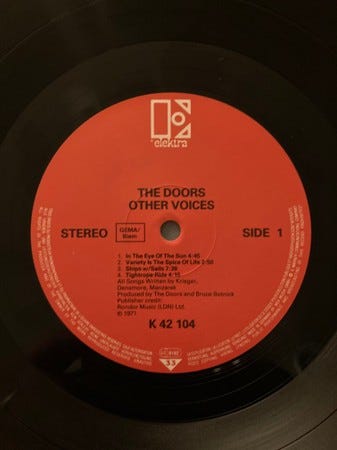 elektra
THE DOORS
OTHER VOICES
STEREO GEMA/ Biem SIDE 1
1. In The Eye Of The Sun 4:45
2. Variety Is The Spice Of Life 2:50
3. Ships w/Sails 7:38
4. Tightrope Ride 4:15
All Songs Written by Krieger,
Densmore, Manzarek
Produced by The Doors and Bruce Botnick
Publisher credit:
Rondor Music (LDN) Ltd.
℗ 1971
K 42 104
33